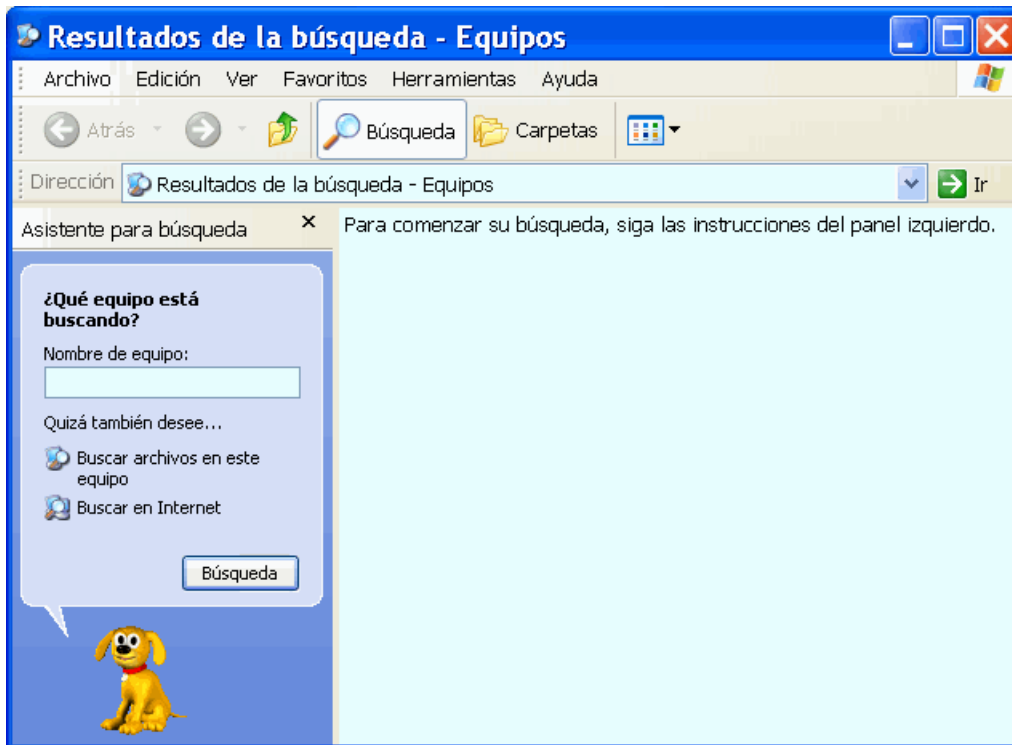 Resultados de la búsqueda - Equipos
Archivo Edición Ver Favoritos Herramientas Ayuda
Atrás Búsqueda Carpetas
Dirección Resultados de la búsqueda - Equipos Ir
Asistente para búsqueda
Para comenzar su búsqueda, siga las instrucciones del panel izquierdo.
¿Qué equipo está
buscando?
Nombre de equipo:
Quizá también desee...
Buscar archivos en este
equipo
Buscar en Internet
Búsqueda